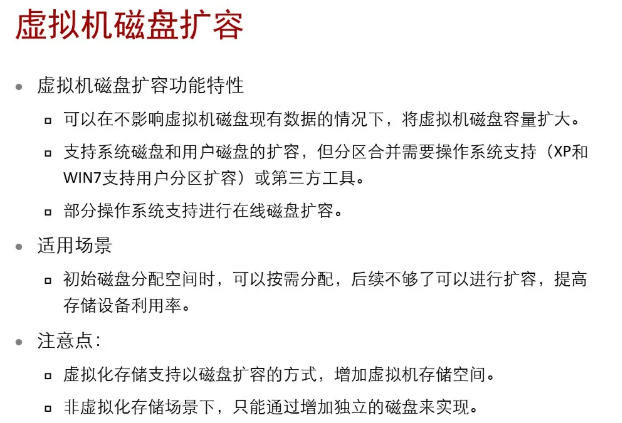 虚拟机磁盘扩容
虚拟机磁盘扩容功能特性
可以在不影响虚拟机磁盘现有数据的情况下，将虚拟机磁盘容量扩大。
支持系统磁盘和用户磁盘的扩容，但分区合并需要操作系统支持（XP和
WIN7支持用户分区扩容）或第三方工具。
部分操作系统支持进行在线磁盘扩容。
适用场景
初始磁盘分配空间时，可以按需分配，后续不够了可以进行扩容，提高
存储设备利用率。
注意点：
虚拟化存储支持以磁盘扩容的方式，增加虚拟机存储空间。
非虚拟化存储场景下，只能通过增加独立的磁盘来实现。